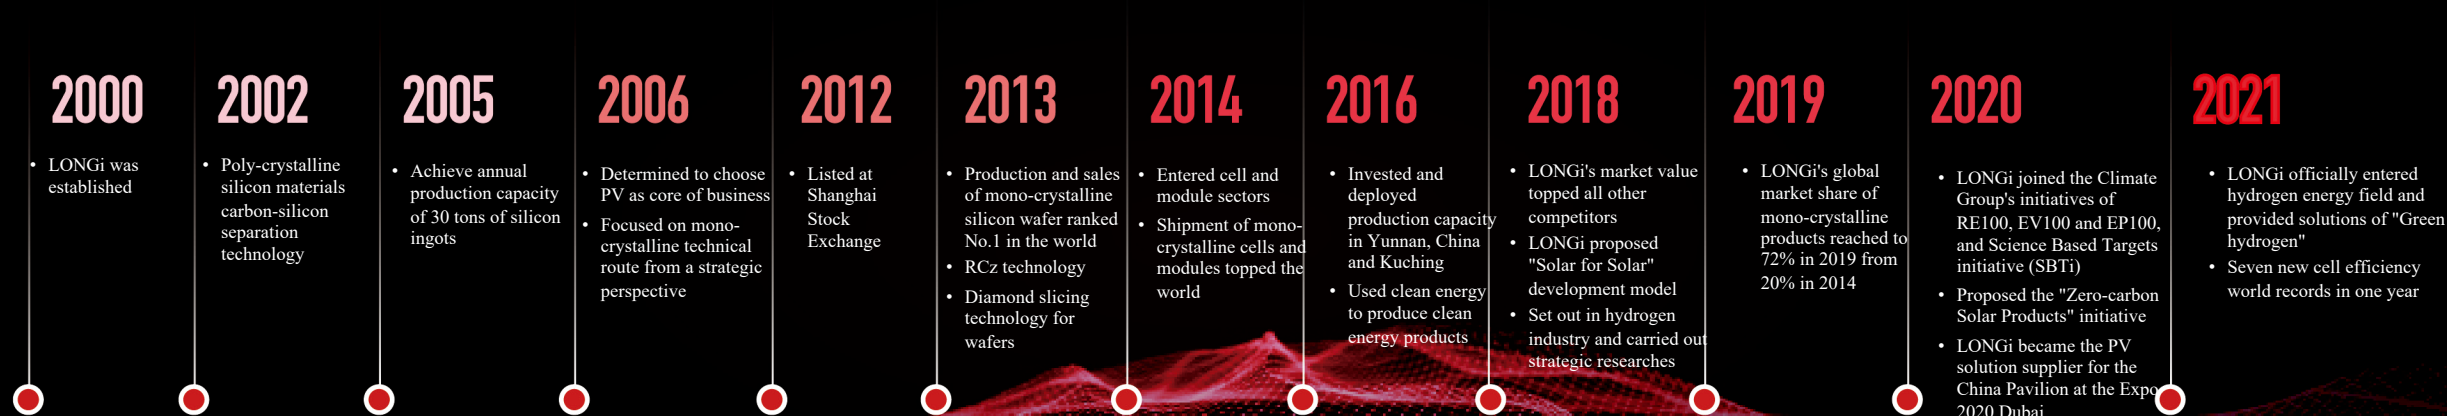 2000
• LONGi was
established
2002
• Poly-crystalline
silicon materials
carbon-silicon
separation
technology
2005
• Achieve annual
production capacity
of 30 tons of silicon
ingots
2006
• Determined to choose
PV as core of business
• Focused on mono-
crystalline technical
route from a strategic
perspective
2012
• Listed at
Shanghai
Stock
Exchange
2013
• Production and sales
of mono-crystalline
silicon wafer ranked
No.1 in the world
• RCz technology
• Diamond slicing
technology for
wafers
2014
• Entered cell and
module sectors
• Shipment of mono-
crystalline cells and
modules topped the
world
2016
• Invested and
deployed
production capacity
in Yunnan, China
and Kuching
• Used clean energy
to produce clean
energy products
2018
• LONGi's market value
topped all other
competitors
• LONGi proposed
"Solar for Solar"
development model
• Set out in hydrogen
industry and carried out
strategic researches
2019
• LONGi's global
market share of
mono-crystalline
products reached to
72% in 2019 from
20% in 2014
2020
• LONGi joined the Climate
Group's initiatives of
RE100, EV100 and EP100,
and Science Based Targets
initiative (SBTi)
• Proposed the "Zero-carbon
Solar Products" initiative
• LONGi became the PV
solution supplier for the
China Pavilion at the Expo
2020 Dubai
2021
• LONGi officially entered
hydrogen energy field and
provided solutions of "Green
hydrogen"
• Seven new cell efficiency
world records in one year